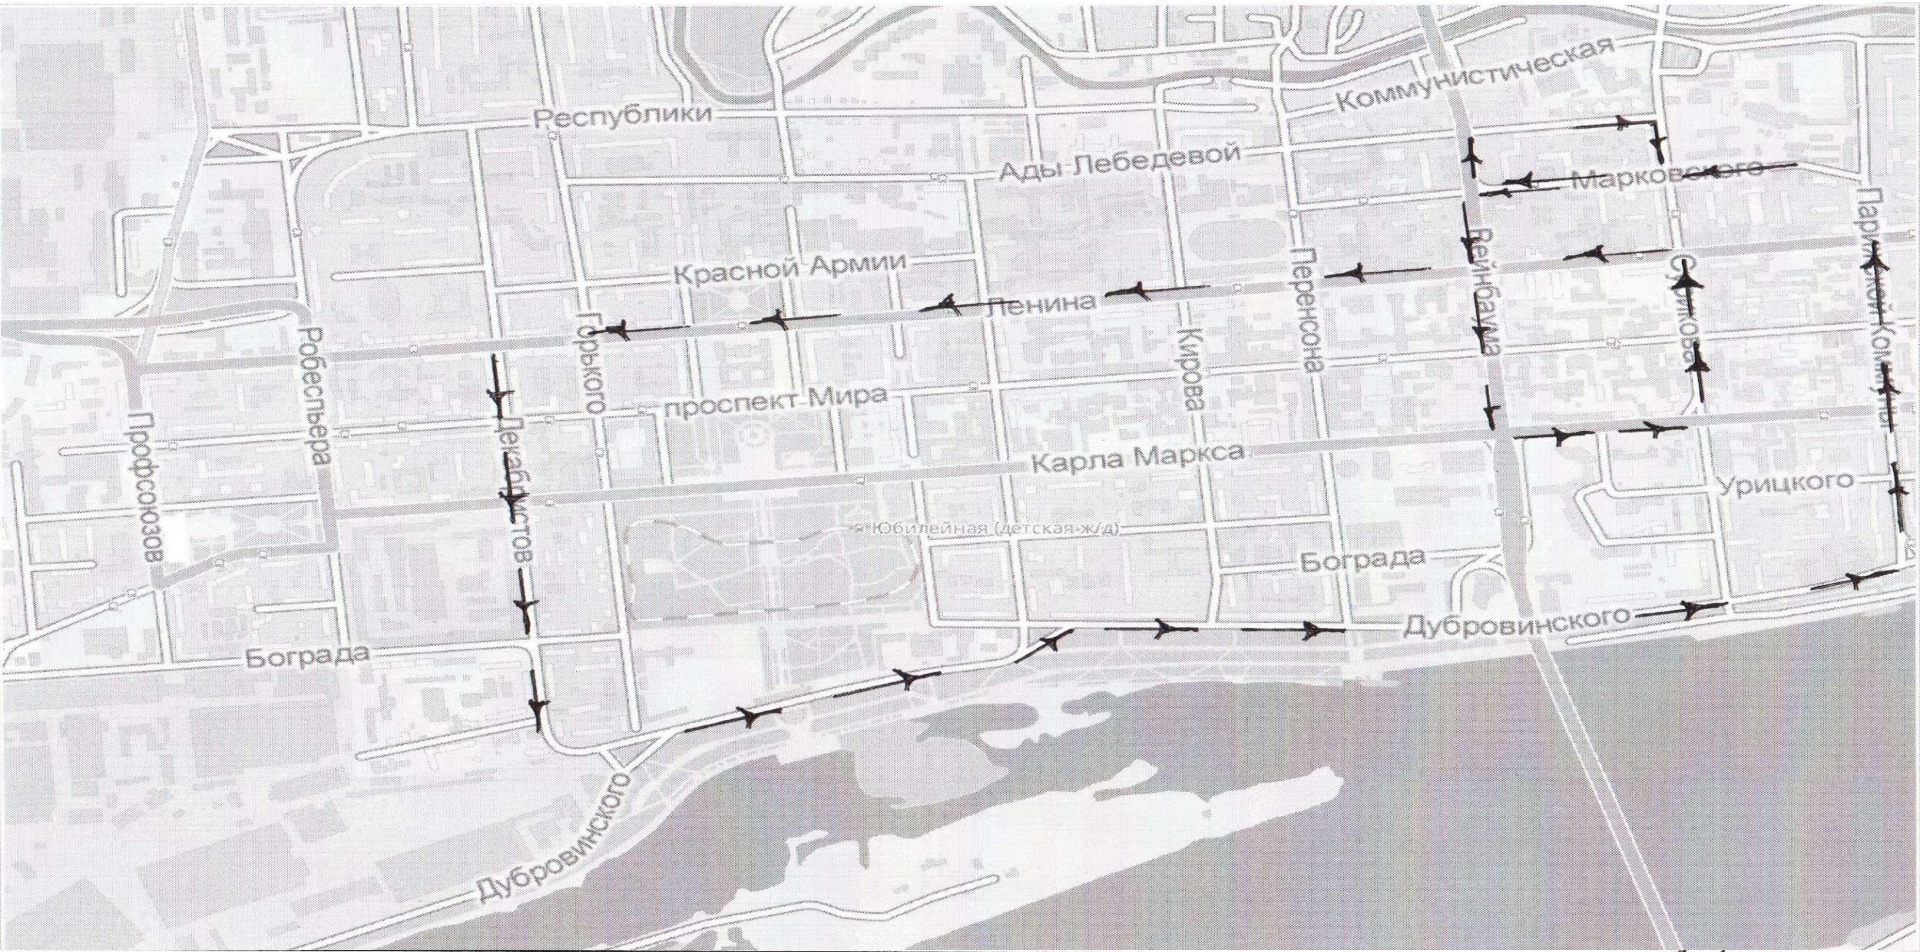 Коммунистическая
Республики
Ады Лебедевой
Марковского
Парижской Коммуны
Красной Армии
Вейнбаума
Перенсона
Сурикова
Ленина
Горького
Кирова
Робеспьера
проспект Мира
Профсоюзов
Декабристов
Карла Маркса
Урицкого
Юбилейная (детская ж/д)
Бограда
Дубровинского
Бограда
Дубровинского